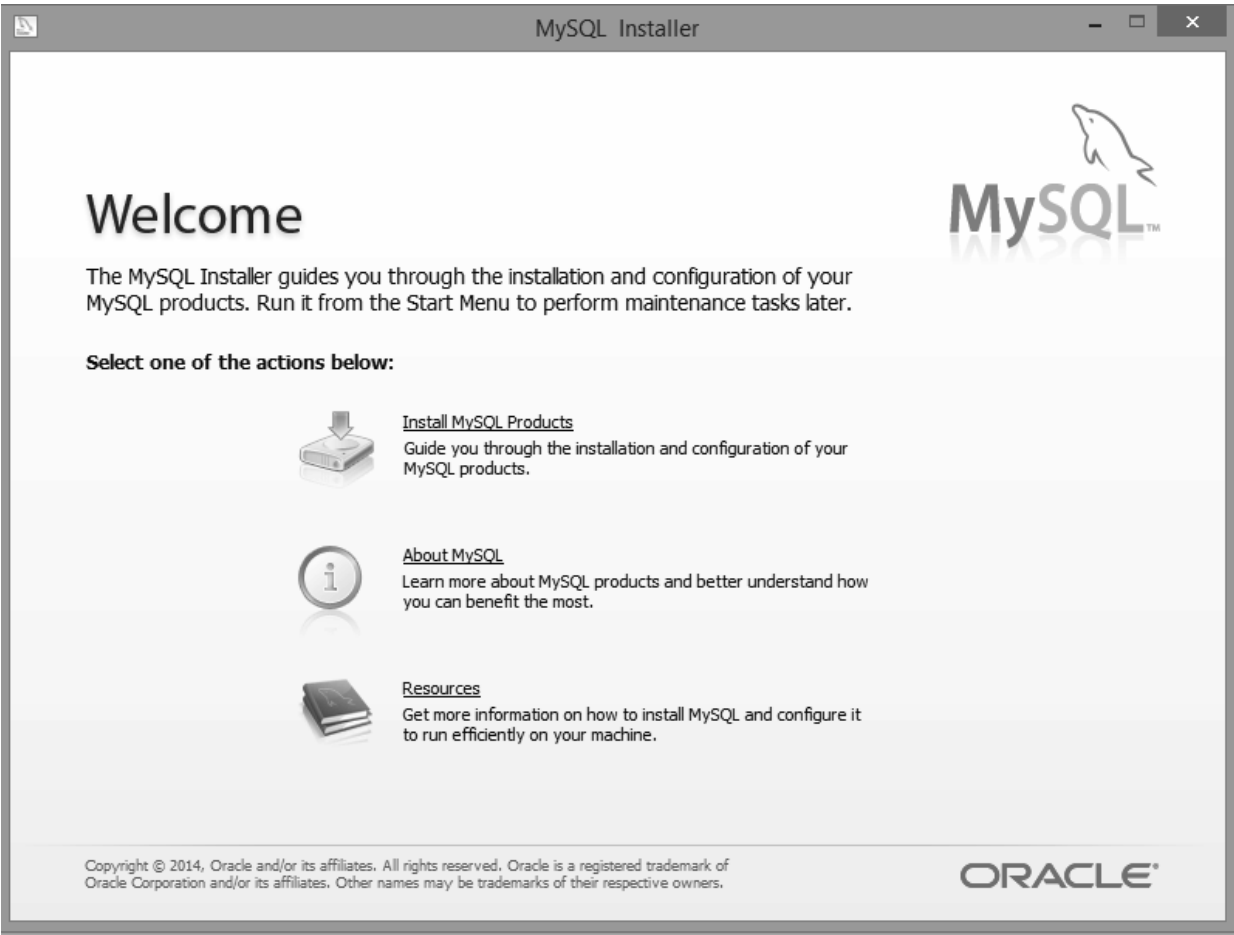 MySQL Installer
MySQL™
Welcome
The MySQL Installer guides you through the installation and configuration of your
MySQL products. Run it from the Start Menu to perform maintenance tasks later.
Select one of the actions below:
Install MySQL Products
Guide you through the installation and configuration of your
MySQL products.
About MySQL
Learn more about MySQL products and better understand how
you can benefit the most.
Resources
Get more information on how to install MySQL and configure it
to run efficiently on your machine.
Copyright © 2014, Oracle and/or its affiliates. All rights reserved. Oracle is a registered trademark of
Oracle Corporation and/or its affiliates. Other names may be trademarks of their respective owners.
ORACLE®